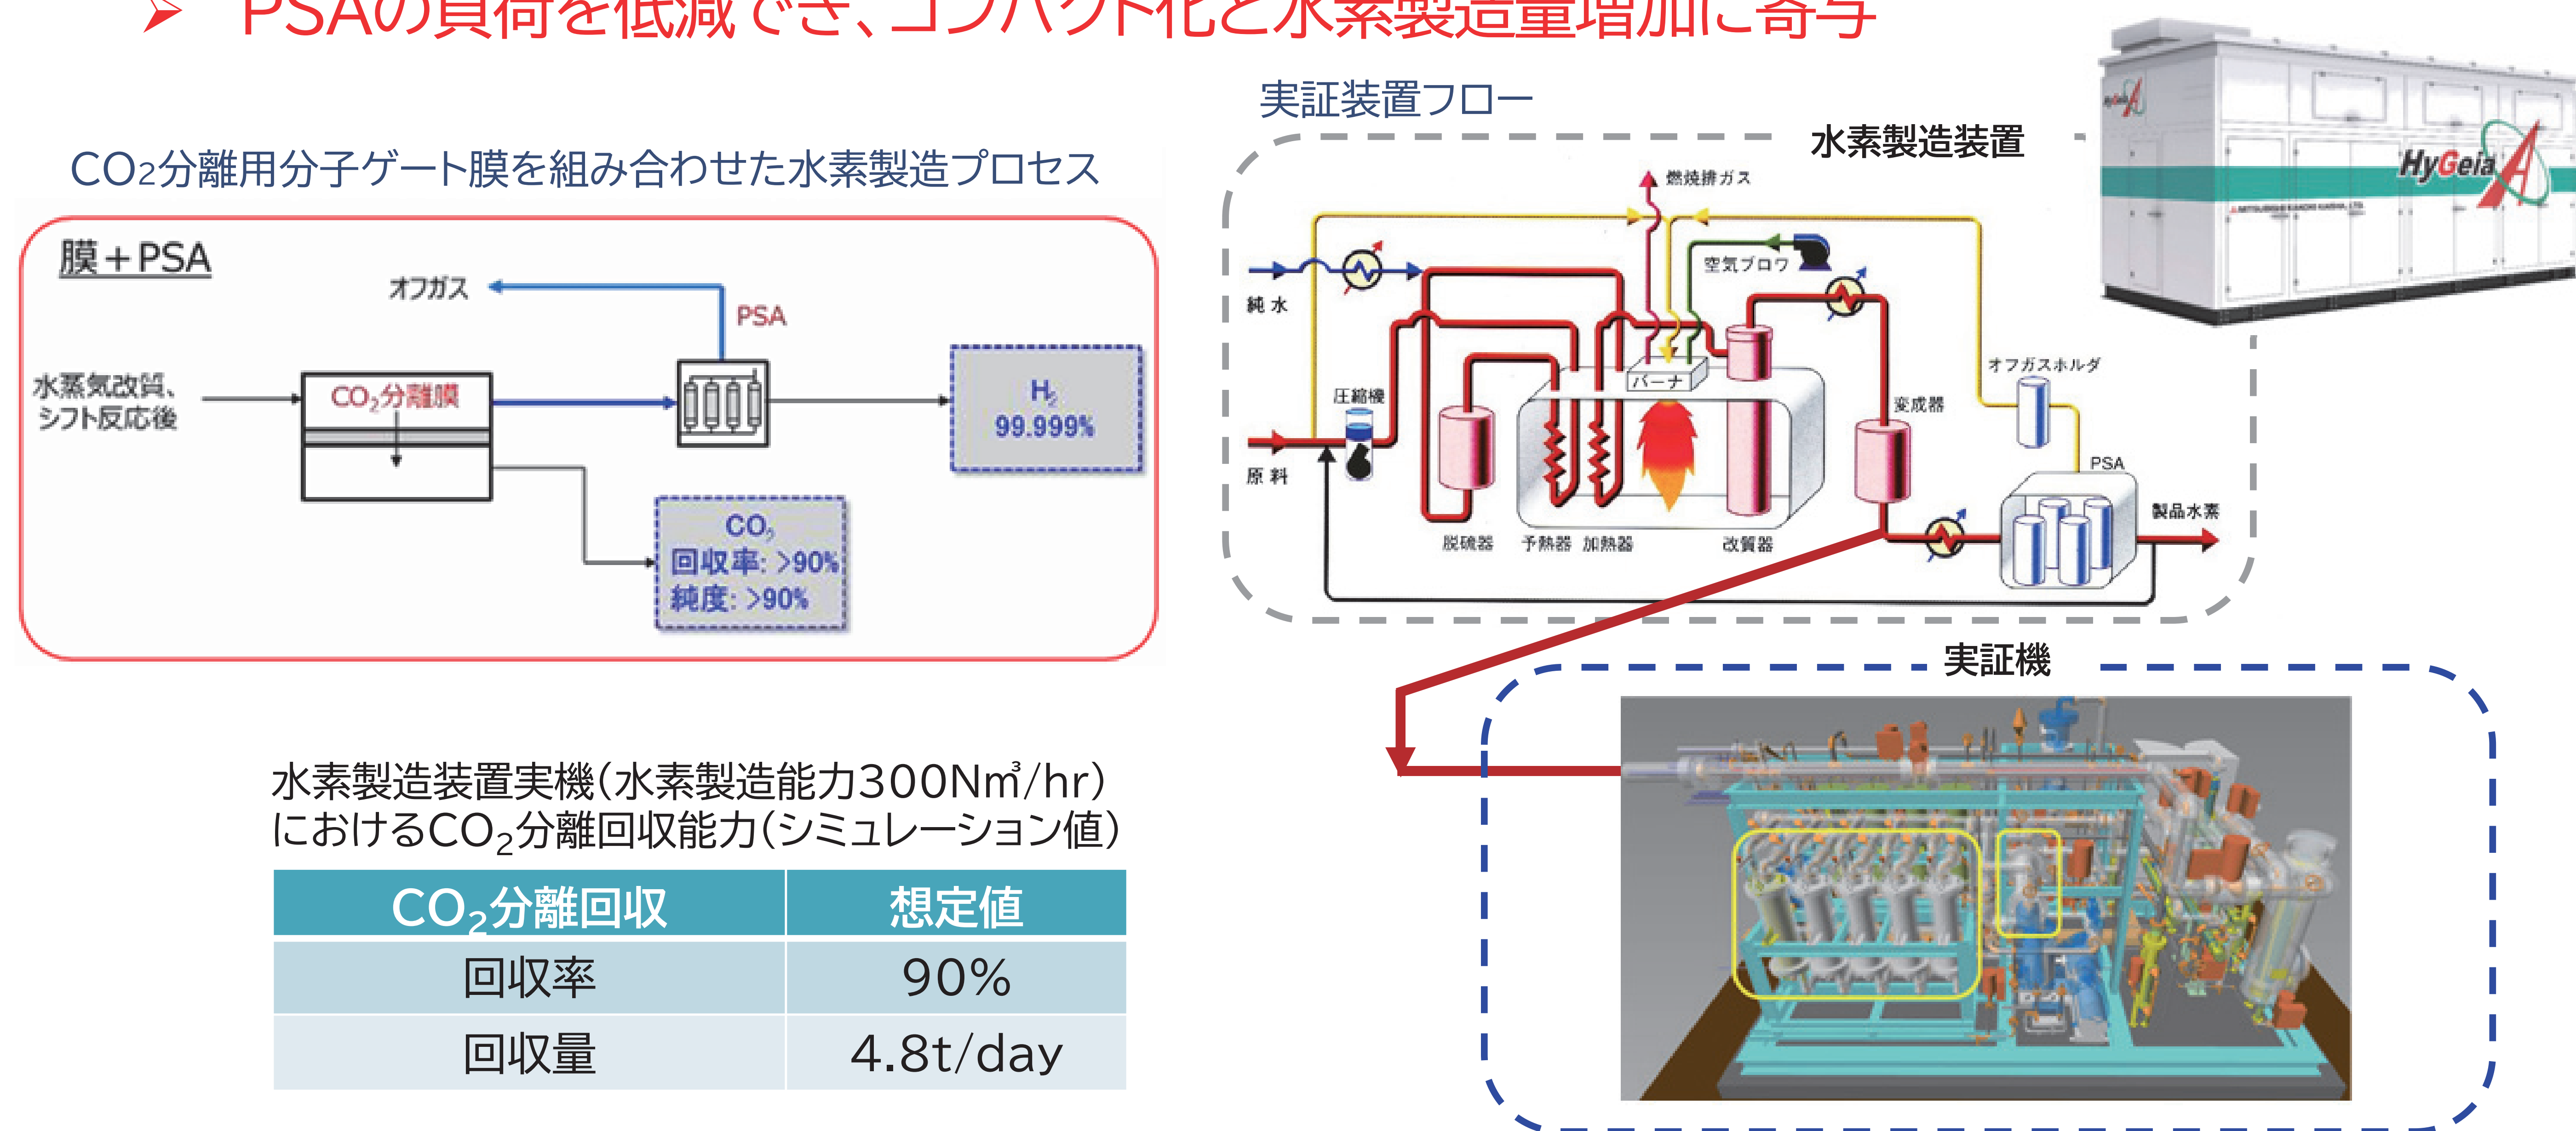 ➤ PSAの負荷を低減でき、コンパクト化と水素製造量増加に寄与
CO2分離用分子ゲート膜を組み合わせた水素製造プロセス
膜+PSA
オフガス
PSA
水蒸気改質、
シフト反応後
CO₂分離膜
H₂
99.999%
CO₂
回収率: >90%
純度: >90%
水素製造装置実機(水素製造能力300N㎥/hr)
におけるCO₂分離回収能力(シミュレーション値)
CO₂分離回収 想定値
回収率 90%
回収量 4.8t/day
実証装置フロー
水素製造装置
HyGeia
HyGeia A
燃焼排ガス
空気ブロワ
純水
バーナ
圧縮機
原料
脱硫器
予熱器
加熱器
改質器
変成器
オフガスホルダ
PSA
製品水素
実証機